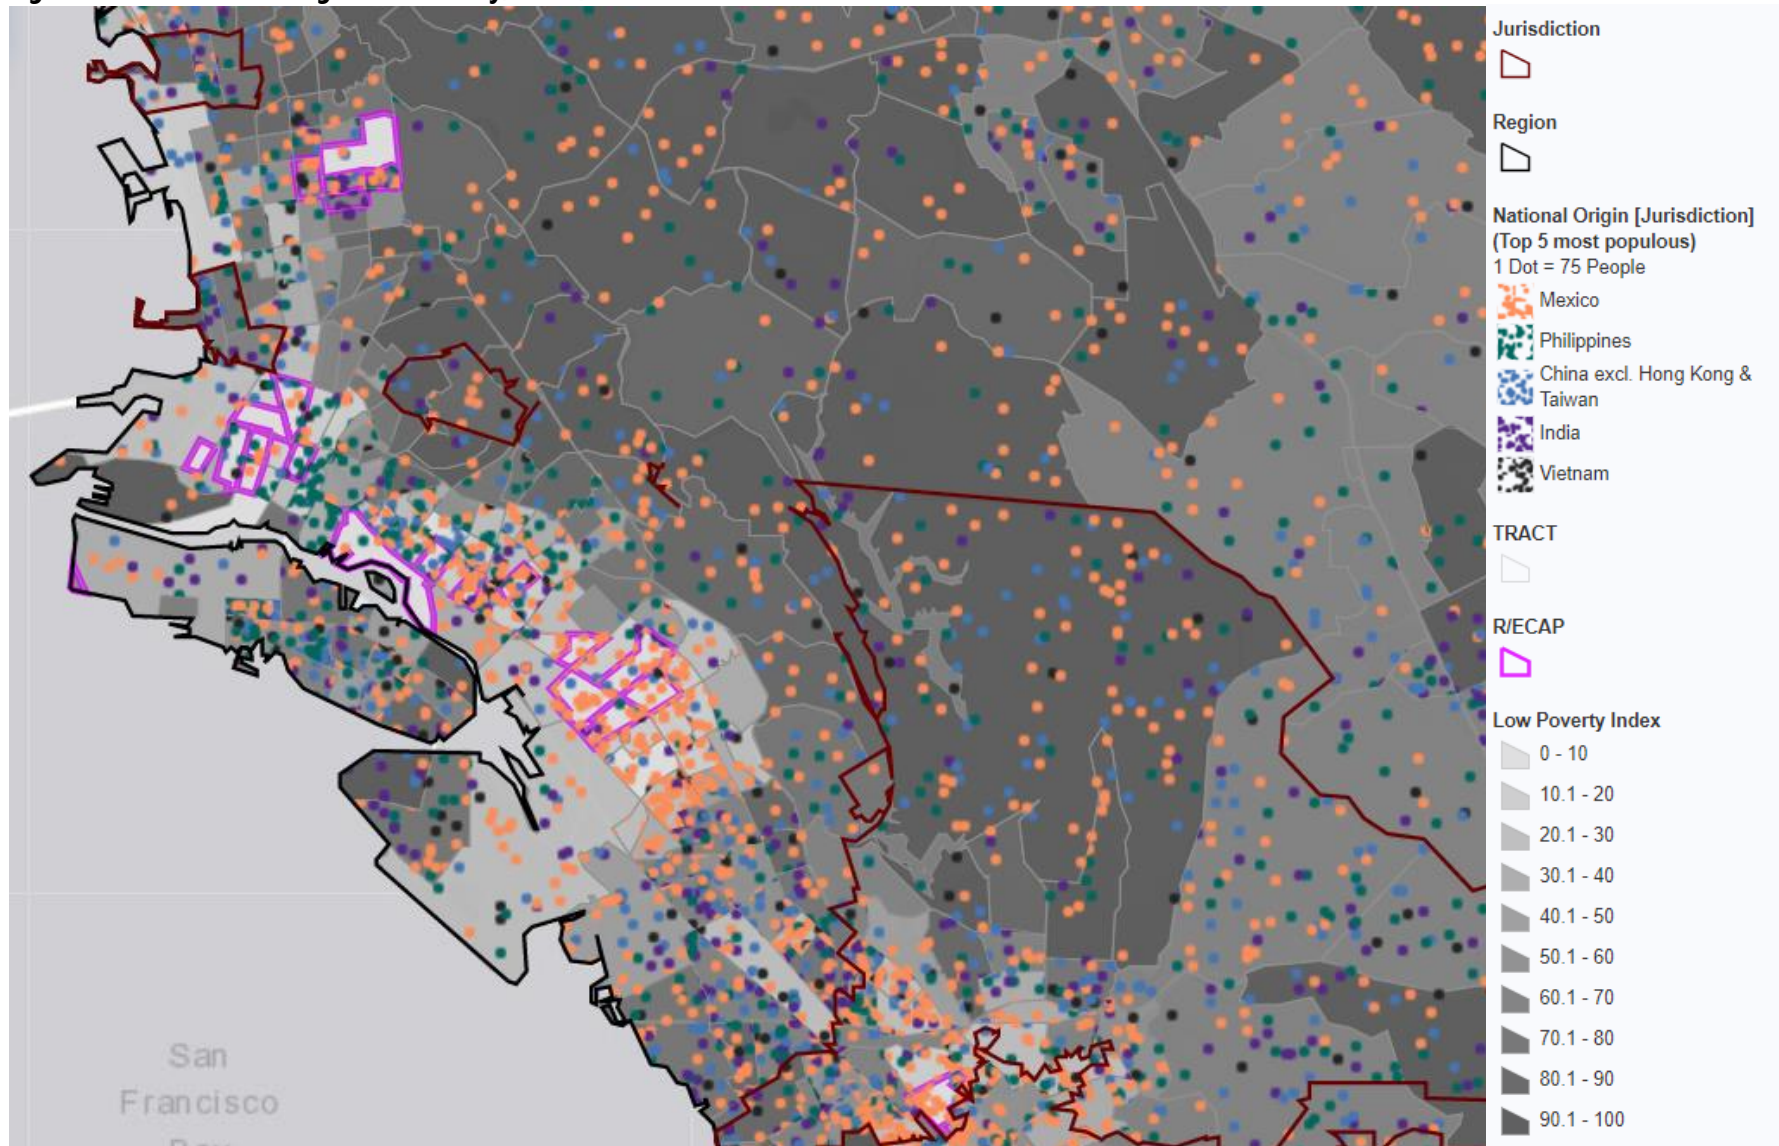 Jurisdiction
Region
National Origin [Jurisdiction]
(Top 5 most populous)
1 Dot = 75 People
Mexico
Philippines
China excl. Hong Kong &
Taiwan
India
Vietnam
TRACT
R/ECAP
Low Poverty Index
0 - 10
10.1 - 20
20.1 - 30
30.1 - 40
40.1 - 50
50.1 - 60
60.1 - 70
70.1 - 80
80.1 - 90
90.1 - 100
San
Francisco